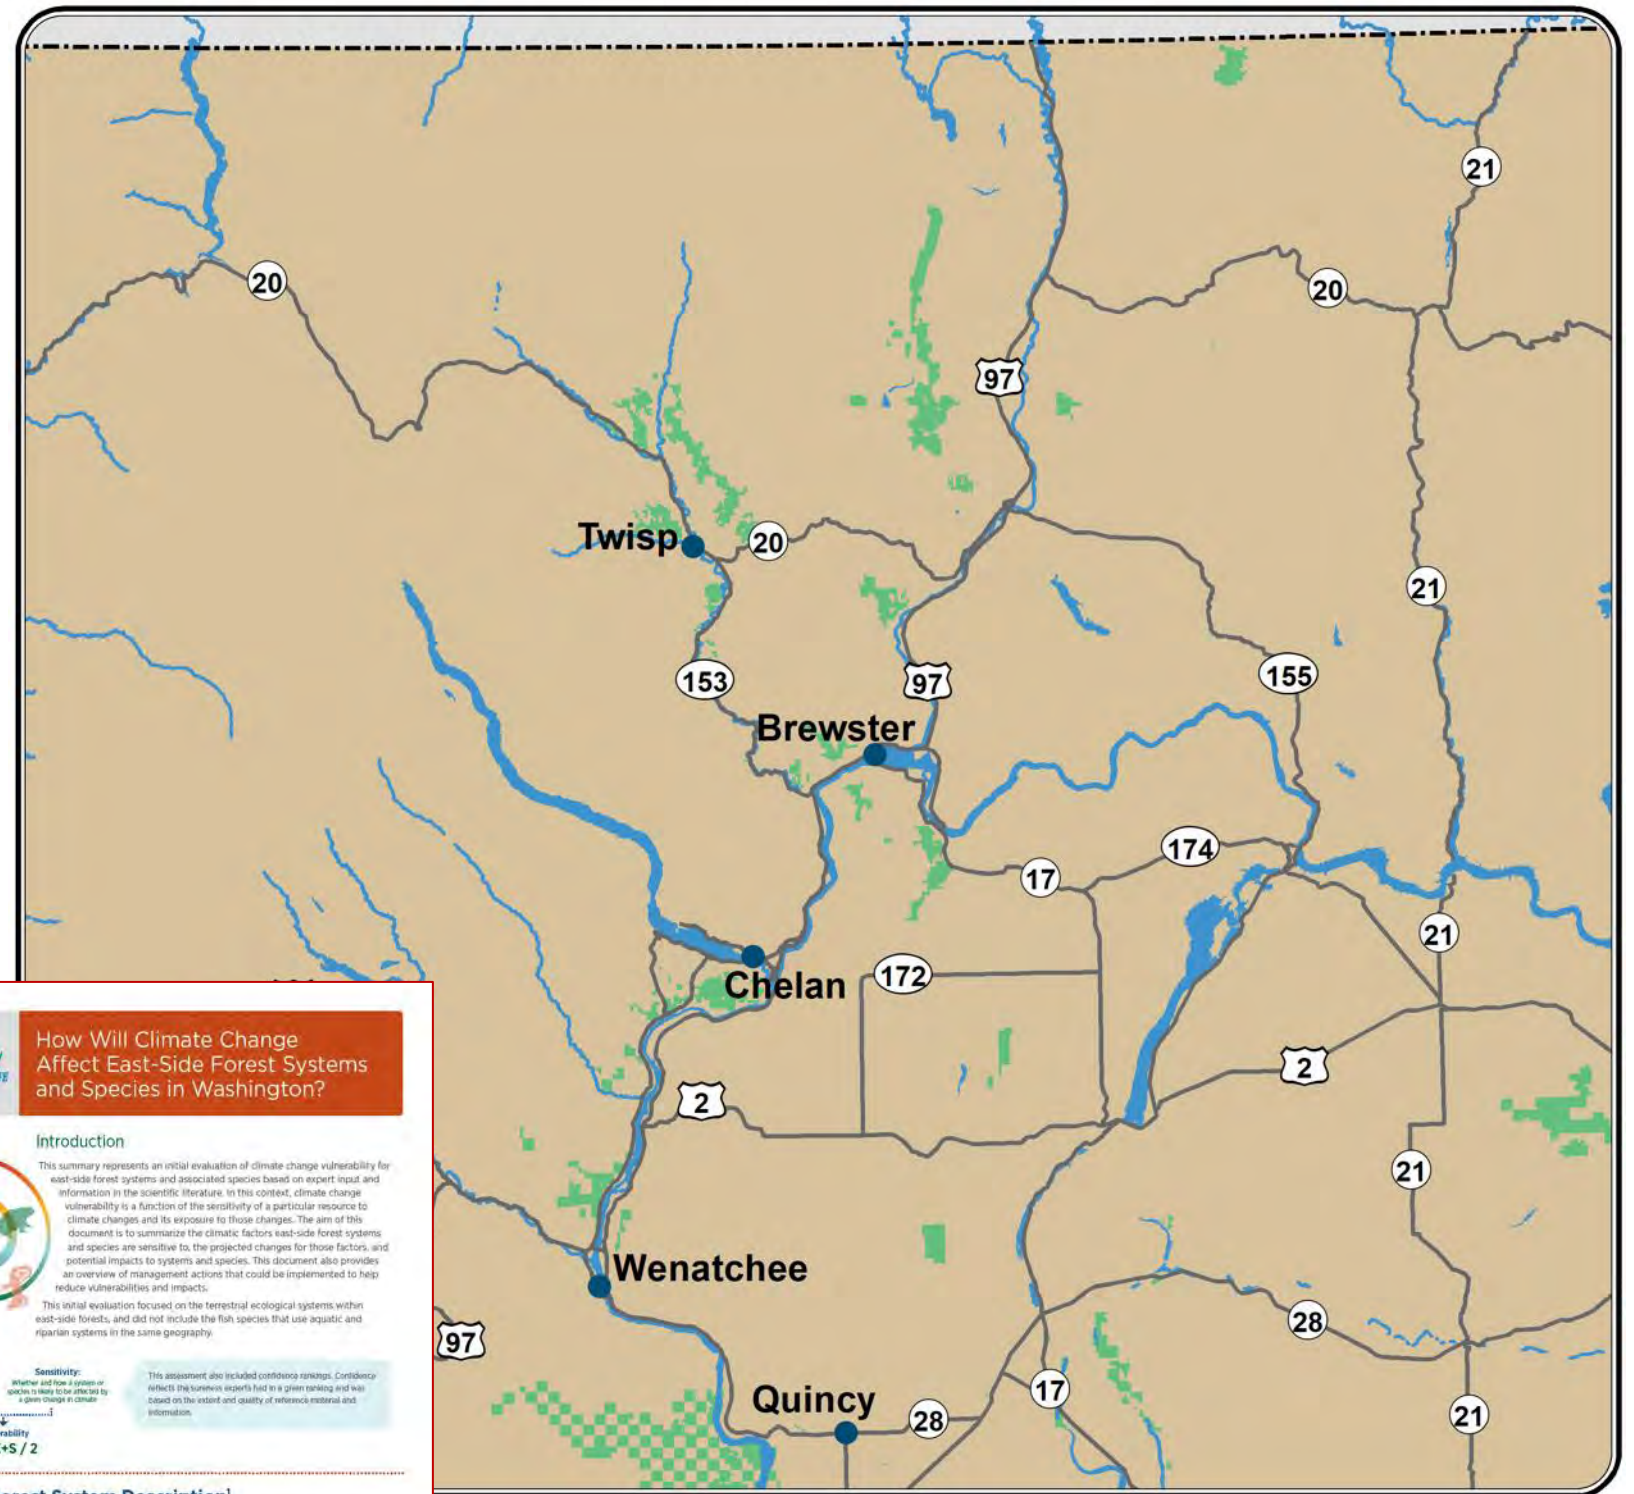 21
20
20
97
Twisp
20
21
153
97
155
Brewster
174
17
21
172
Chelan
2
2
21
Wenatchee
28
97
17
Quincy
28
21
How Will Climate Change
Affect East-Side Forest Systems
and Species in Washington?
Introduction
This summary represents an initial evaluation of climate change vulnerability for
east-side forest systems and associated species based on expert input and
information in the scientific literature. In this context, climate change
vulnerability is a function of the sensitivity of a particular resource to
climate changes and its exposure to those changes. The aim of this
document is to summarize the climatic factors east-side forest systems
and species are sensitive to, the projected changes for those factors, and
potential impacts to systems and species. This document also provides
an overview of management actions that could be implemented to help
reduce vulnerabilities and impacts.
This initial evaluation focused on the terrestrial ecological systems within
east-side forests, and did not include the fish species that use aquatic and
riparian systems in the same geography.
Sensitivity:
Whether and how a system or
species is likely to be affected by
a given change in climate
This assessment also included confidence rankings. Confidence
reflects the sureness experts had in a given ranking and was
based on the extent and quality of reference material and
information.
+S / 2